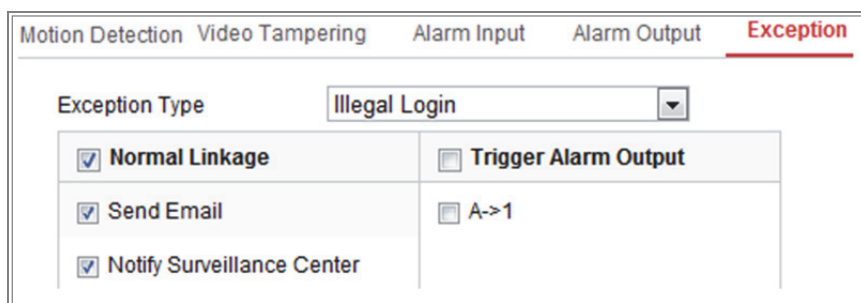 Motion Detection Video Tampering Alarm Input Alarm Output Exception
Exception Type Illegal Login
Normal Linkage Trigger Alarm Output
Send Email A->1
Notify Surveillance Center